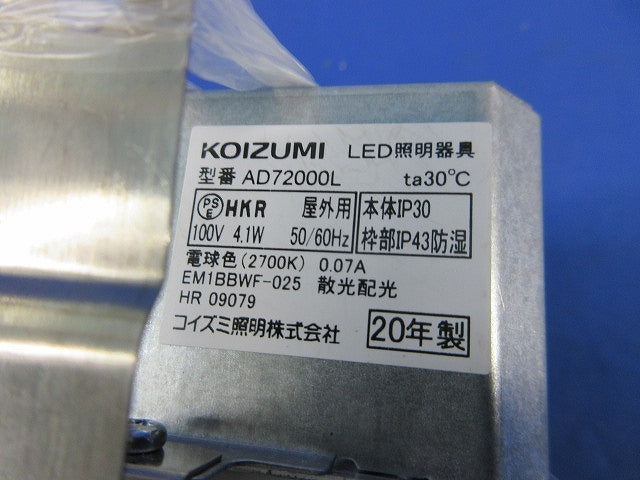 KOIZUMI LED照明器具
型番 AD72000L ta30℃
PS E HKR 屋外用 本体IP30
100V 4.1W 50/60Hz 枠部IP43防湿
電球色(2700K) 0.07A
EM1BBWF-025 散光配光
HR 09079
コイズミ照明株式会社 20年製